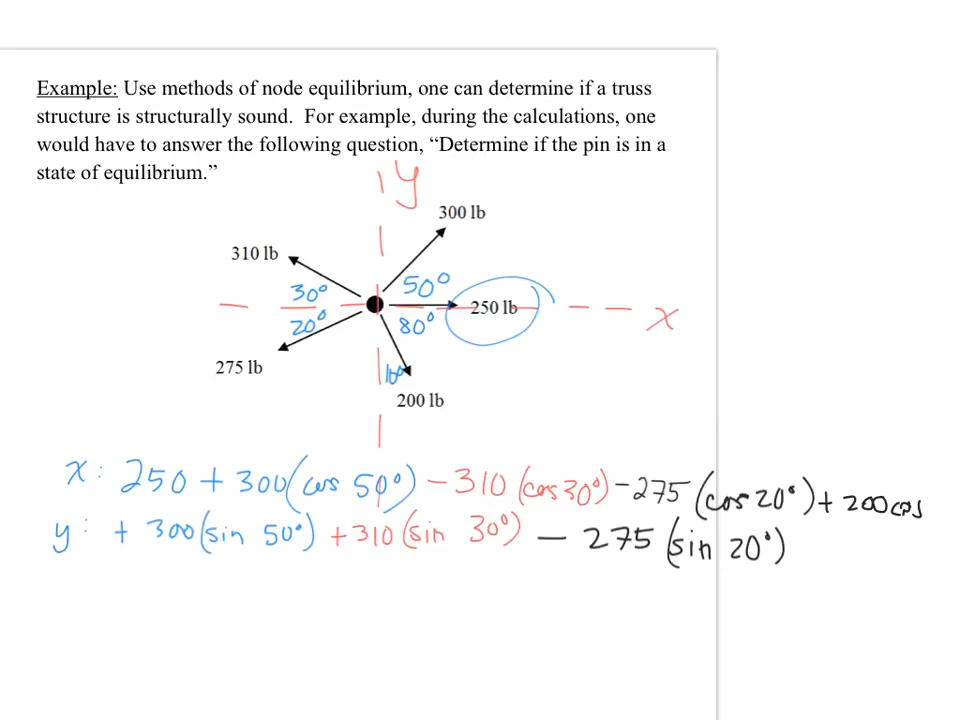 Example: Use methods of node equilibrium, one can determine if a truss
structure is structurally sound.  For example, during the calculations, one
would have to answer the following question, “Determine if the pin is in a
state of equilibrium.”
y
300 lb
310 lb
30° 50°
250 lb
x
20° 80°
275 lb
10°
200 lb
x: 250 + 300(cos 50°) - 310 (cos 30°) - 275 (cos 20°) + 200 cos
y: + 300 (sin 50°) + 310 (sin 30°) - 275 (sin 20°)